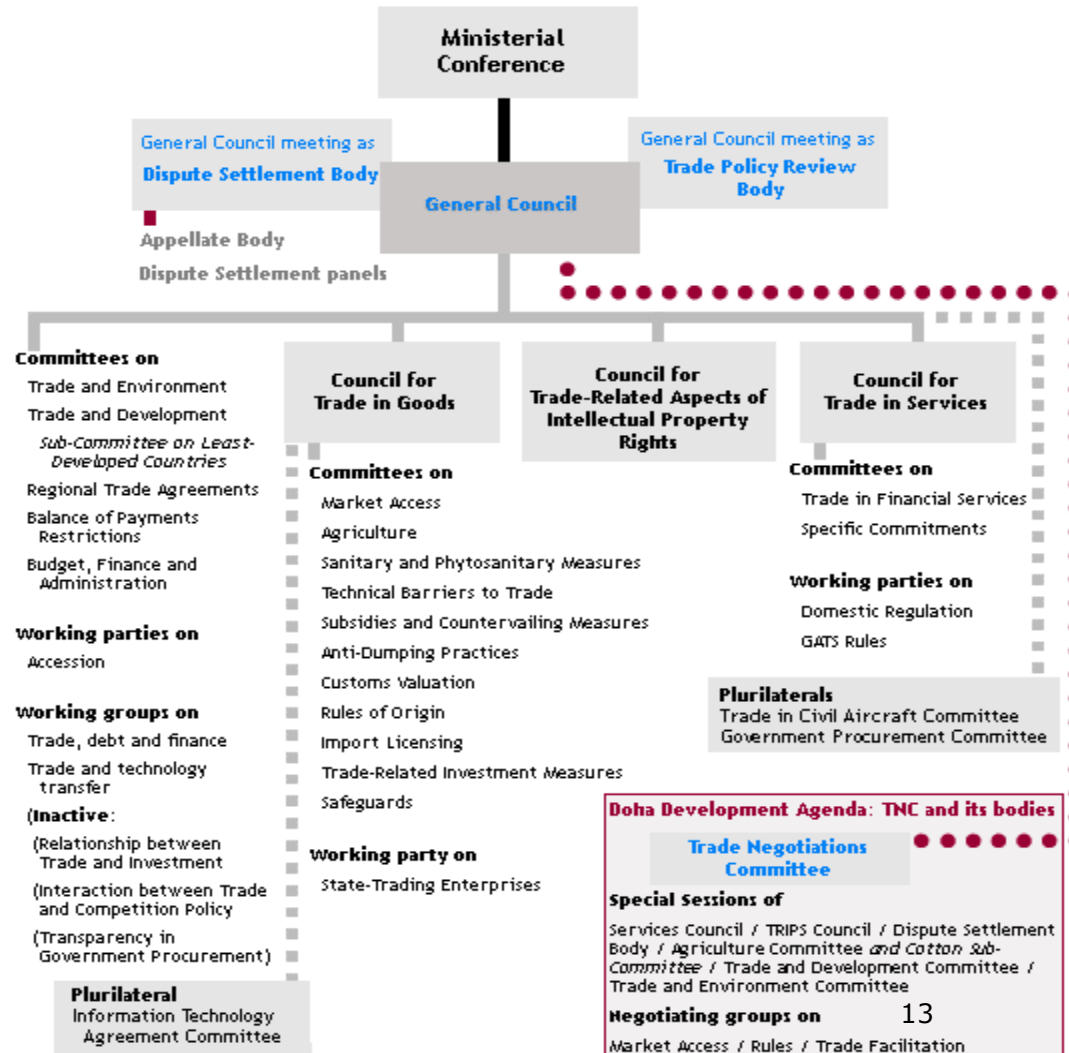 Ministerial
Conference
General Council meeting as
Dispute Settlement Body
General Council meeting as
Trade Policy Review
Body
General Council
Appellate Body
Dispute Settlement panels
Committees on
Trade and Environment
Trade and Development
Sub-Committee on Least-
Developed Countries
Regional Trade Agreements
Balance of Payments
Restrictions
Budget, Finance and
Administration
Working parties on
Accession
Working groups on
Trade, debt and finance
Trade and technology
transfer
(Inactive:
(Relationship between
Trade and Investment
(Interaction between Trade
and Competition Policy
(Transparency in
Government Procurement)
Plurilateral
Information Technology
Agreement Committee
Council for
Trade in Goods
Committees on
Market Access
Agriculture
Sanitary and Phytosanitary Measures
Technical Barriers to Trade
Subsidies and Countervailing Measures
Anti-Dumping Practices
Customs Valuation
Rules of Origin
Import Licensing
Trade-Related Investment Measures
Safeguards
Working party on
State-Trading Enterprises
Council for
Trade-Related Aspects of
Intellectual Property
Rights
Council for
Trade in Services
Committees on
Trade in Financial Services
Specific Commitments
Working parties on
Domestic Regulation
GATS Rules
Plurilaterals
Trade in Civil Aircraft Committee
Government Procurement Committee
Doha Development Agenda: TNC and its bodies
Trade Negotiations
Committee
Special Sessions of
Services Council / TRIPS Council / Dispute Settlement
Body / Agriculture Committee and Cotton Sub-
Committee / Trade and Development Committee /
Trade and Environment Committee
Negotiating groups on
13
Market Access / Rules / Trade Facilitation